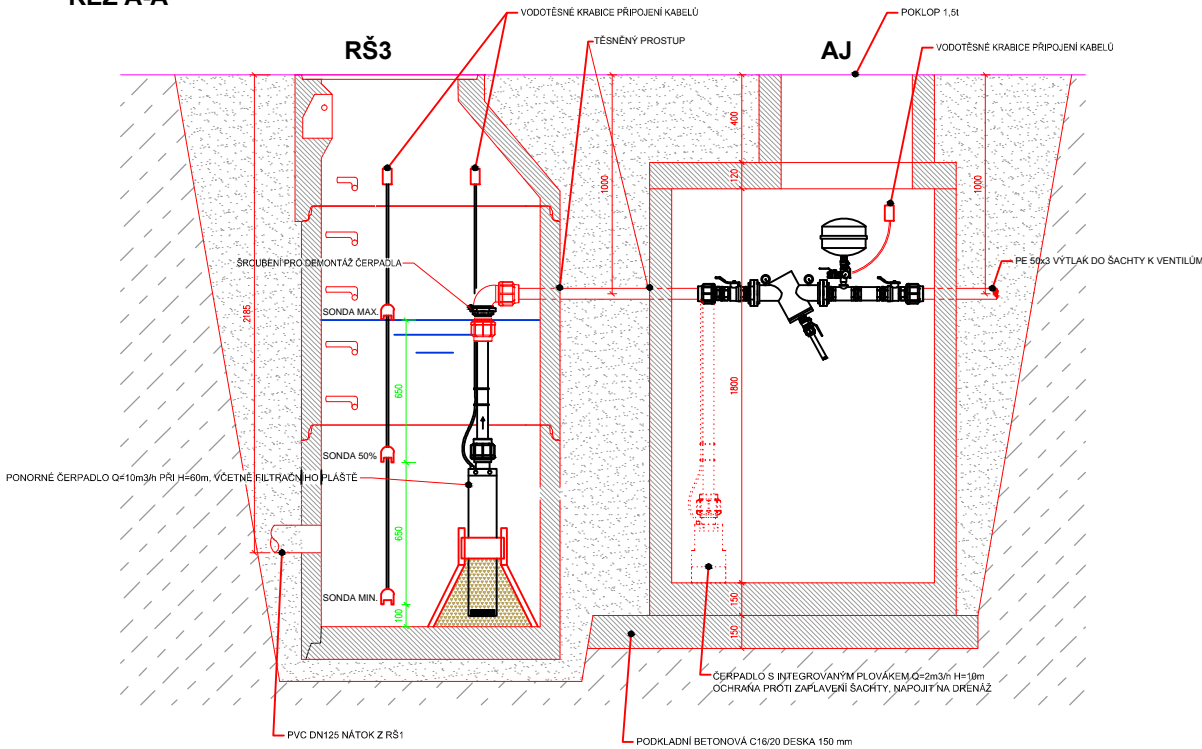 ŘEZ A-A
VODOTĚSNÉ KRABICE PŘIPOJENÍ KABELŮ
POKLOP 1,5t
RŠ3
TĚSNĚNÝ PROSTUP
AJ
VODOTĚSNÉ KRABICE PŘIPOJENÍ KABELŮ
400
120
1000
1000
ŠROUBENÍ PRO DEMONTÁŽ ČERPADLA
PE 50x3 VÝTLAK DO ŠACHTY K VENTILŮM
2185
SONDA MAX.
650
1800
SONDA 50%
PONORNÉ ČERPADLO Q=10m3/h PŘI H=60m, VČETNĚ FILTRAČNÍHO PLÁŠTĚ
650
SONDA MIN.
100
150
150
ČERPADLO S INTEGROVANÝM PLOVÁKEM Q=2m3/h H=10m
OCHRANA PROTI ZAPLAVENÍ ŠACHTY, NAPOJIT NA DRENÁŽ
PVC DN125 NÁTOK Z RŠ1
PODKLADNÍ BETONOVÁ C16/20 DESKA 150 mm